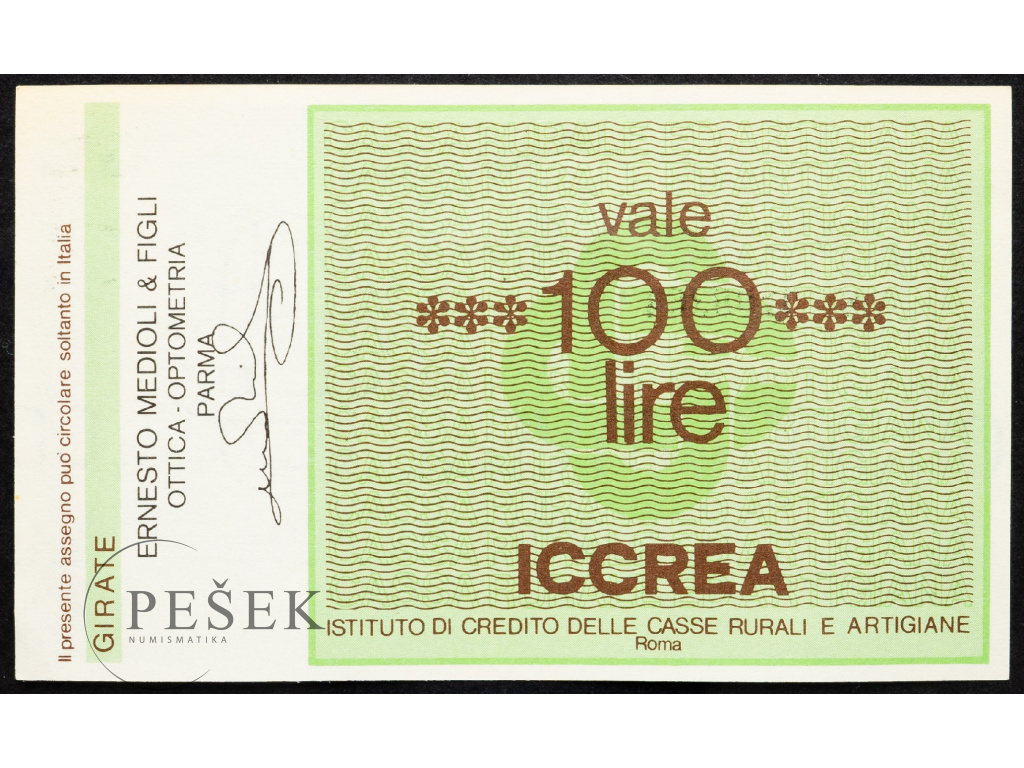 Il presente assegno puo' circolare soltanto in Italia
GIRATE
ERNESTO MEDIOLI & FIGLI
OTTICA - OPTOMETRIA
PARMA
vale
100
lire
ICCREA
ISTITUTO DI CREDITO DELLE CASSE RURALI E ARTIGIANE
Roma
PEŠEK
NUMISMATIKA